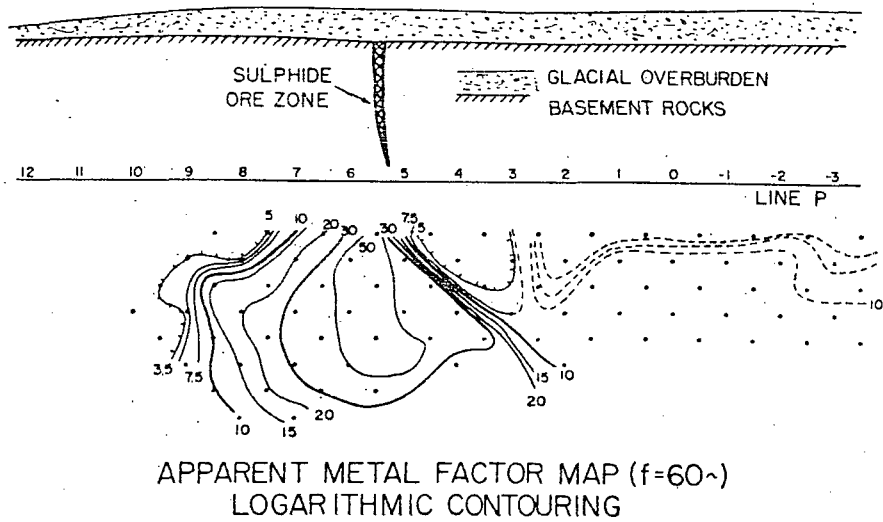 SULPHIDE
ORE ZONE
GLACIAL OVERBURDEN
BASEMENT ROCKS
12 11 10 9 8 7 6 5 4 3 2 1 0 -1 -2 -3
LINE P
5 10 20 30 50 30 7.5 5
3.5 7.5 10 15 20
15 10
20
10
APPARENT METAL FACTOR MAP (f=60~)
LOGARITHMIC CONTOURING